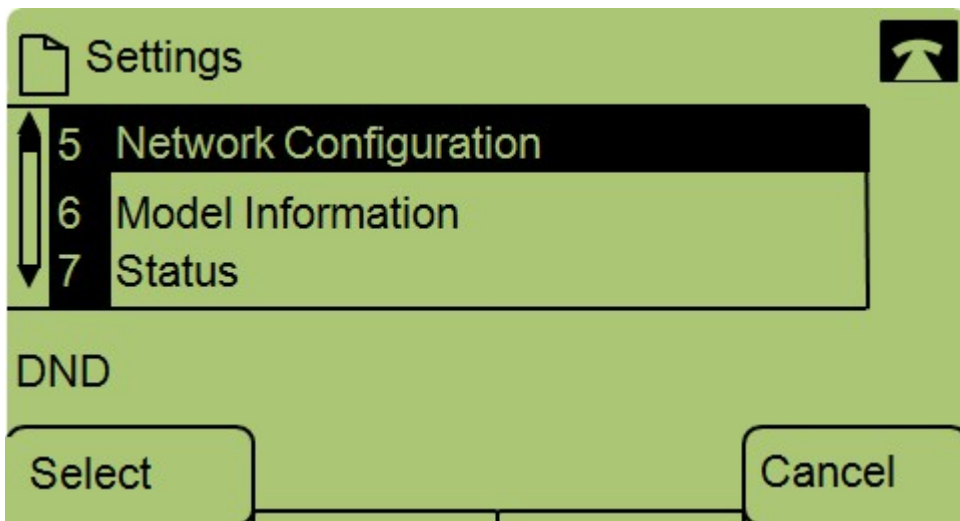 Settings
5 Network Configuration
6 Model Information
7 Status
DND
Select Cancel